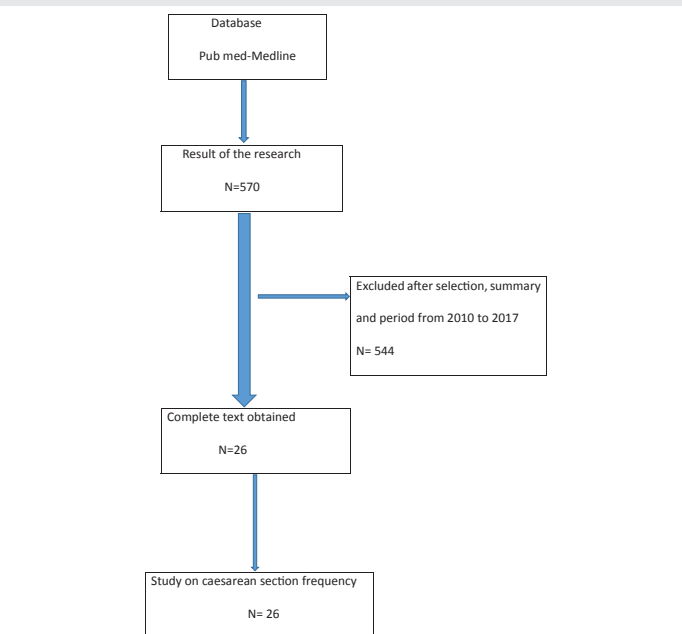 Database
Pub med-Medline
Result of the research
N=570
Excluded after selection, summary
and period from 2010 to 2017
N= 544
Complete text obtained
N=26
Study on caesarean section frequency
N= 26